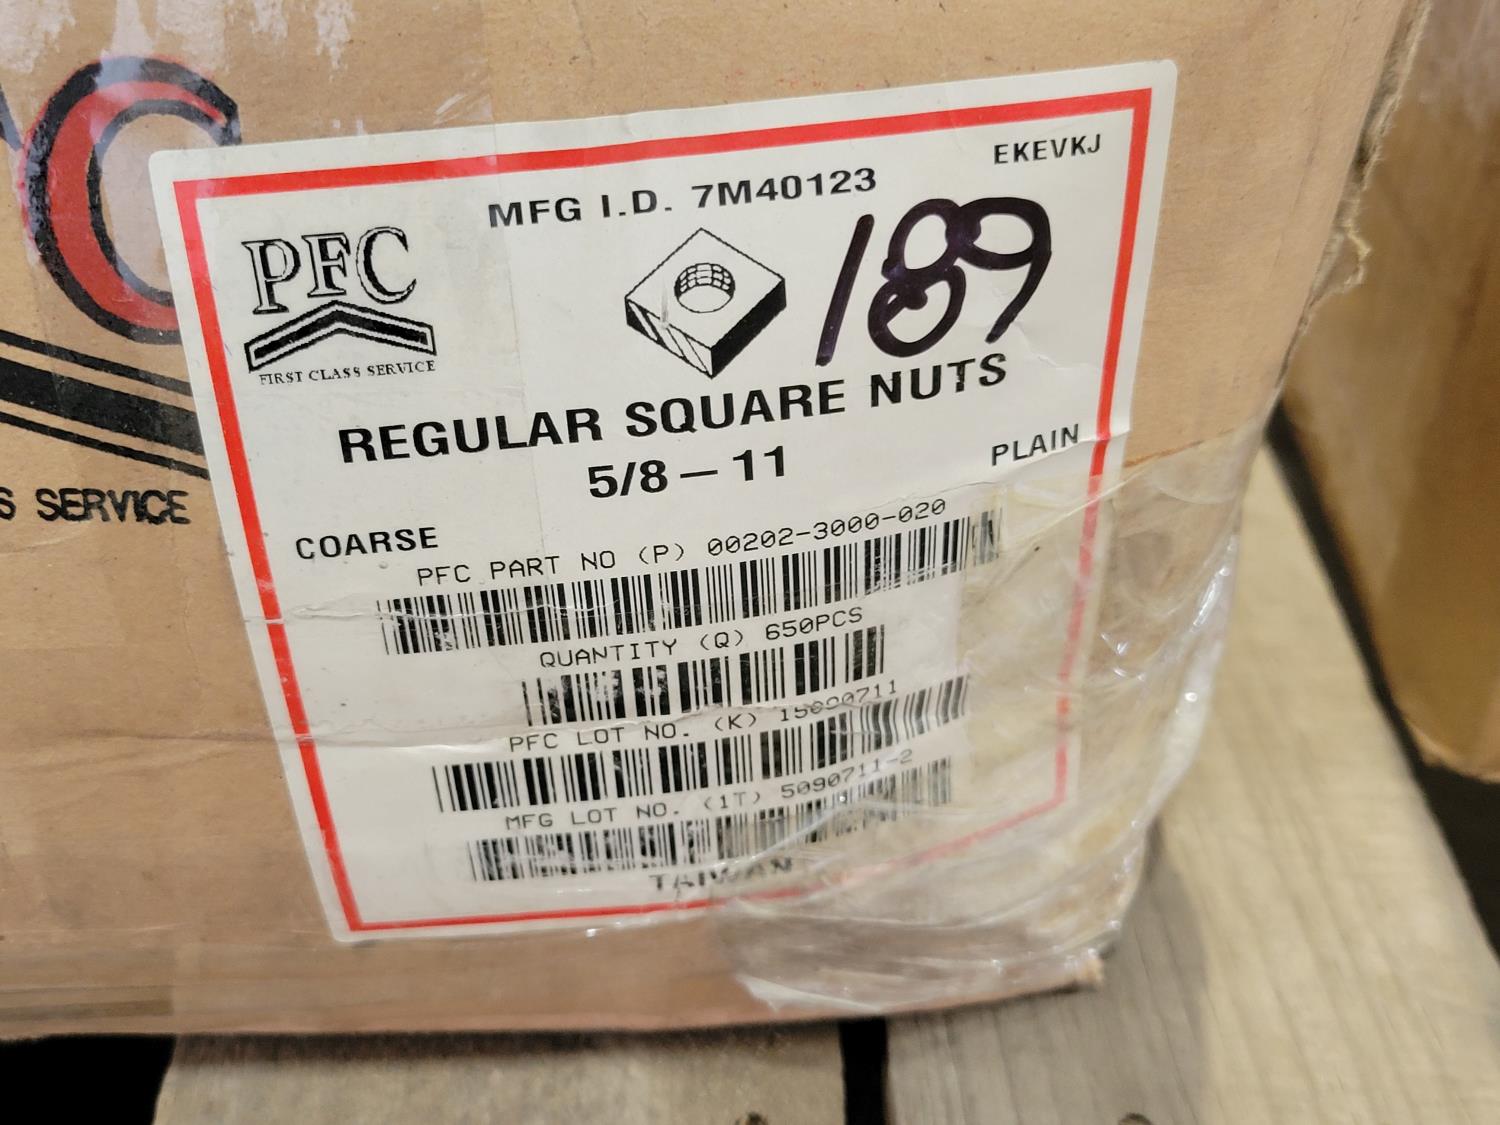 C
S SERVICE
EKEVKJ
MFG I.D. 7M40123
189
PFC
FIRST CLASS SERVICE
REGULAR SQUARE NUTS
5/8 — 11
PLAIN
COARSE
PFC PART NO (P) 00202-3000-020
QUANTITY (Q) 650PCS
PFC LOT NO. (K)
MFG LOT NO. (1T) 5090711-2
TAIWAN